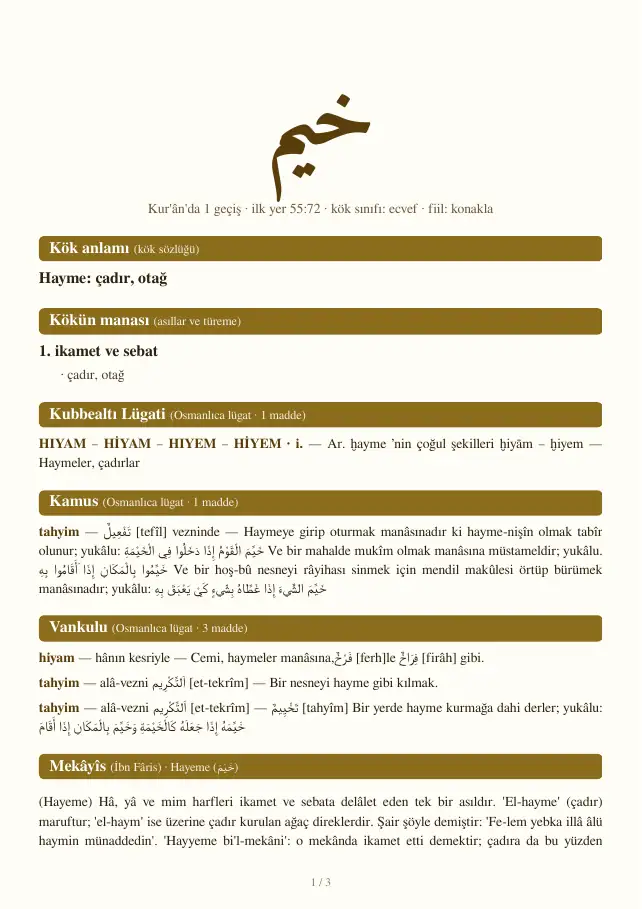 خيم
Kur'ân'da 1 geçiş · ilk yer 55:72 · kök sınıfı: ecvef · fiil: konakla
Kök anlamı (kök sözlüğü)
Hayme: çadır, otağ
Kökün manası (asıllar ve türeme)
1. ikamet ve sebat
· çadır, otağ
Kubbealtı Lügati (Osmanlıca lügat · 1 madde)
HIYAM – HİYAM – HIYEM – HİYEM · i. — Ar. ḫayme 'nin çoğul şekilleri ḫiyām – ḫiyem —
Haymeler, çadırlar
Kamus (Osmanlıca lügat · 1 madde)
tahyim — تَفْعِيلٌ [tefîl] vezninde — Haymeye girip oturmak manâsınadır ki hayme-nişîn olmak tabîr
olunur; yukâlu: خَيَّمَ الْقَوْمُ إِذَا دَخَلُوا فِي الْخَيْمَةِ Ve bir mahalde mukîm olmak manâsına müstameldir; yukâlu.
خَيَّمُوا بِالْمَكَانِ إِذَا أَقَامُوا بِهِ Ve bir hoş-bû nesneyi râyihası sinmek için mendil makûlesi örtüp bürümek
manâsınadır; yukâlu: خَيَّمَ الشَّيْءَ إِذَا غَطَّاهُ بِشَيْءٍ كَيْ يَعْبَقَ بِهِ
Vankulu (Osmanlıca lügat · 3 madde)
hiyam — hânın kesriyle — Cemi, haymeler manâsına,فَرْخٌ [ferh]le فِرَاخٌ [firâh] gibi.
tahyim — alâ-vezni اَلتَّكْرِيم [et-tekrîm] — Bir nesneyi hayme gibi kılmak.
tahyim — alâ-vezni اَلتَّكْرِيم [et-tekrîm] — تَخْيِيمٌ [tahyîm] Bir yerde hayme kurmağa dahi derler; yukâlu:
خَيَّمَهُ إِذَا جَعَلَهُ كَالْخَيْمَةِ وَخَيَّمَ بِالْمَكَانِ إِذَا أَقَامَ
Mekâyîs (İbn Fâris) · Hayeme (خَيَمَ)
(Hayeme) Hâ, yâ ve mim harfleri ikamet ve sebata delâlet eden tek bir asıldır. 'El-hayme' (çadır)
maruftur; 'el-haym' ise üzerine çadır kurulan ağaç direklerdir. Şair şöyle demiştir: 'Fe-lem yebka illâ âlü
haymin münaddedin'. 'Hayyeme bi'l-mekâni': o mekânda ikamet etti demektir; çadıra da bu yüzden
1 / 3